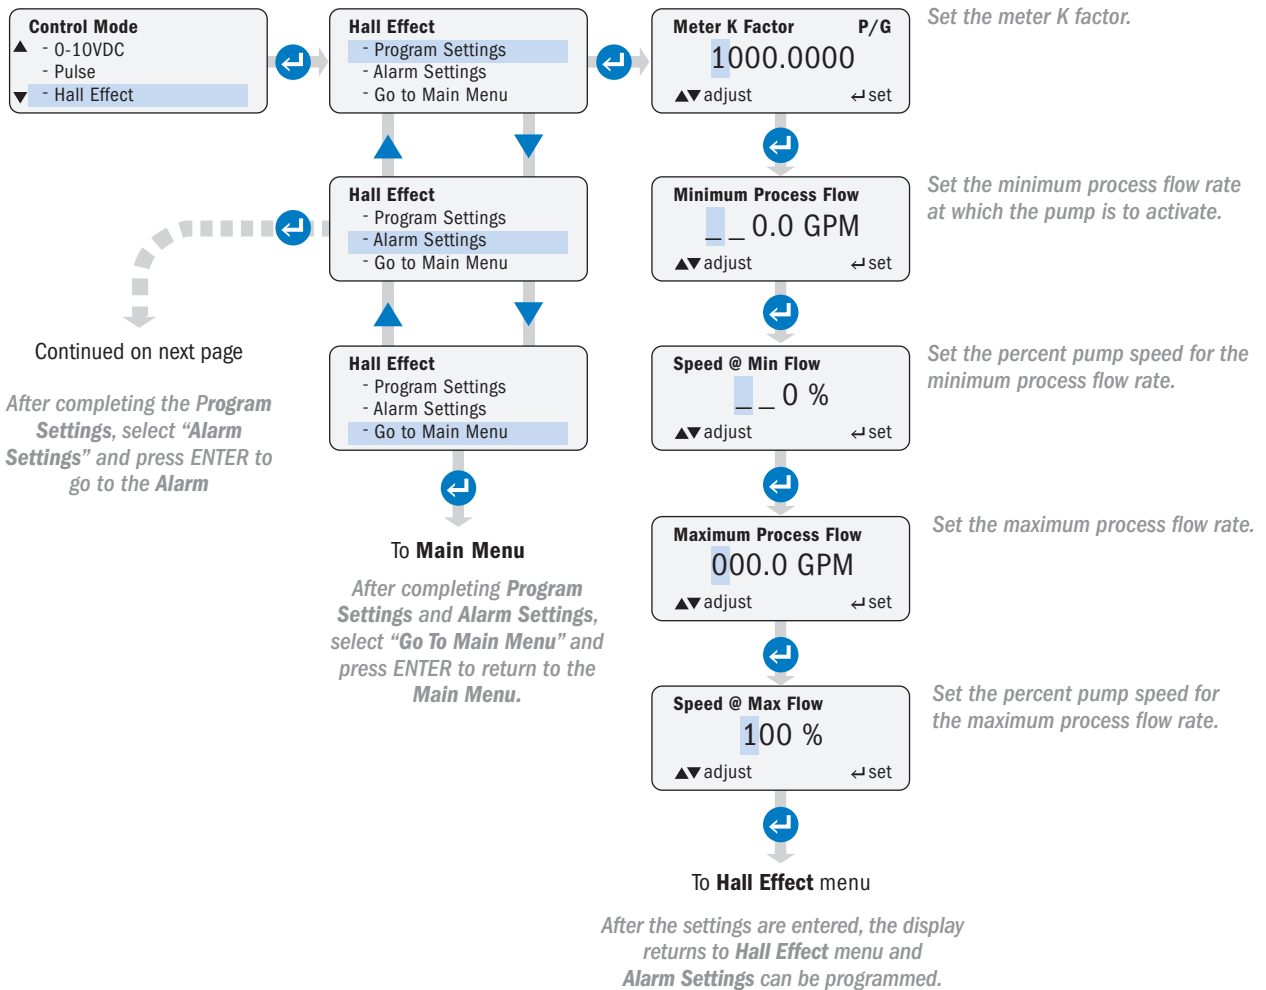 Control Mode
- 0-10VDC
- Pulse
- Hall Effect
Hall Effect
- Program Settings
- Alarm Settings
- Go to Main Menu
Meter K Factor P/G
1000.0000
▲▼ adjust ↵ set
Set the meter K factor.
Hall Effect
- Program Settings
- Alarm Settings
- Go to Main Menu
Minimum Process Flow
_ _ 0.0 GPM
▲▼ adjust ↵ set
Set the minimum process flow rate
at which the pump is to activate.
Continued on next page
After completing the Program
Settings, select “Alarm
Settings” and press ENTER to
go to the Alarm
Hall Effect
- Program Settings
- Alarm Settings
- Go to Main Menu
Speed @ Min Flow
_ _ 0 %
▲▼ adjust ↵ set
Set the percent pump speed for the
minimum process flow rate.
To Main Menu
After completing Program
Settings and Alarm Settings,
select “Go To Main Menu” and
press ENTER to return to the
Main Menu.
Maximum Process Flow
000.0 GPM
▲▼ adjust ↵ set
Set the maximum process flow rate.
Speed @ Max Flow
100 %
▲▼ adjust ↵ set
Set the percent pump speed for
the maximum process flow rate.
To Hall Effect menu
After the settings are entered, the display
returns to Hall Effect menu and
Alarm Settings can be programmed.